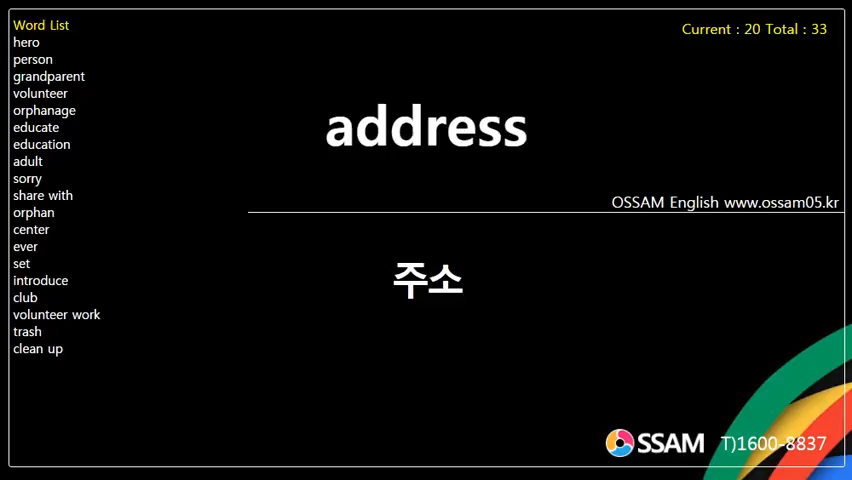 Word List
hero
person
grandparent
volunteer
orphanage
educate
education
adult
sorry
share with
orphan
center
ever
set
introduce
club
volunteer work
trash
clean up
Current : 20 Total : 33
address
OSSAM English www.ossam05.kr
주소
OSSAM T)1600-8837